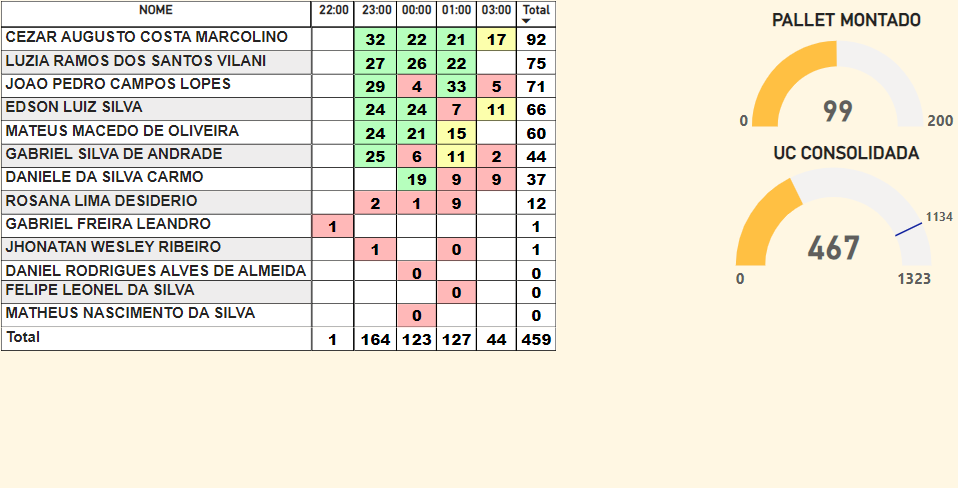 NOME 22:00 23:00 00:00 01:00 03:00 Total
CEZAR AUGUSTO COSTA MARCOLINO 32 22 21 17 92
LUZIA RAMOS DOS SANTOS VILANI 27 26 22 75
JOAO PEDRO CAMPOS LOPES 29 4 33 5 71
EDSON LUIZ SILVA 24 24 7 11 66
MATEUS MACEDO DE OLIVEIRA 24 21 15 60
GABRIEL SILVA DE ANDRADE 25 6 11 2 44
DANIELE DA SILVA CARMO 19 9 9 37
ROSANA LIMA DESIDERIO 2 1 9 12
GABRIEL FREIRA LEANDRO 1 1
JHONATAN WESLEY RIBEIRO 1 0 1
DANIEL RODRIGUES ALVES DE ALMEIDA 0 0
FELIPE LEONEL DA SILVA 0 0
MATHEUS NASCIMENTO DA SILVA 0 0
Total 1 164 123 127 44 459
PALLET MONTADO
99
0 200
UC CONSOLIDADA
1134
467
0 1323